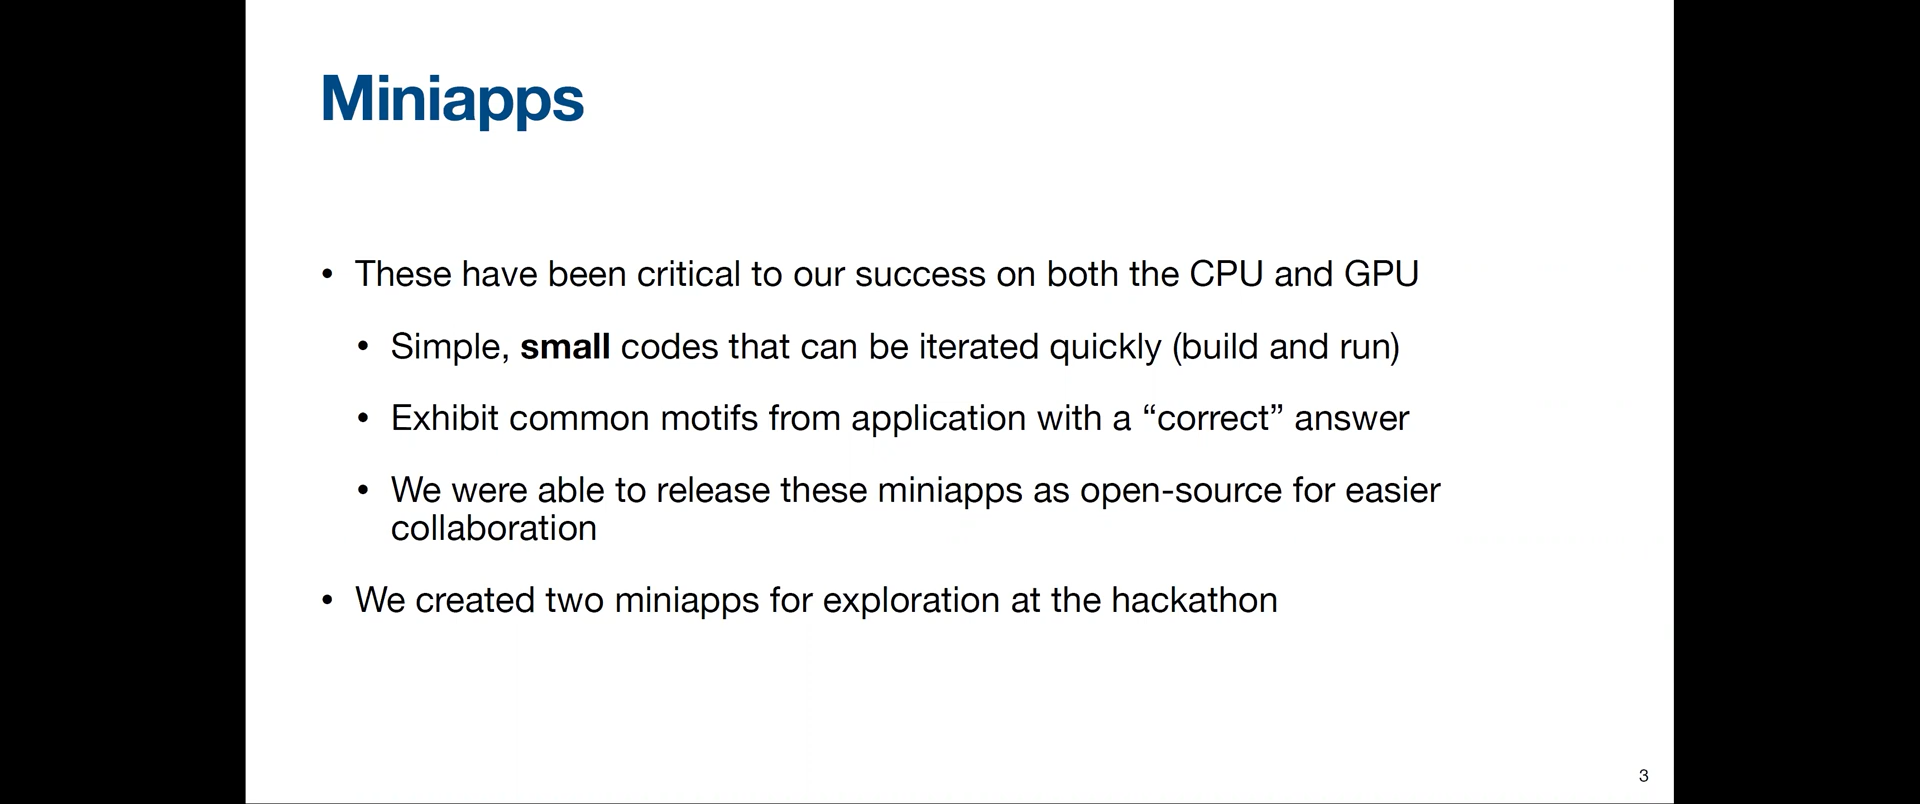 Miniapps
• These have been critical to our success on both the CPU and GPU
• Simple, small codes that can be iterated quickly (build and run)
• Exhibit common motifs from application with a “correct” answer
• We were able to release these miniapps as open-source for easier
collaboration
• We created two miniapps for exploration at the hackathon
3